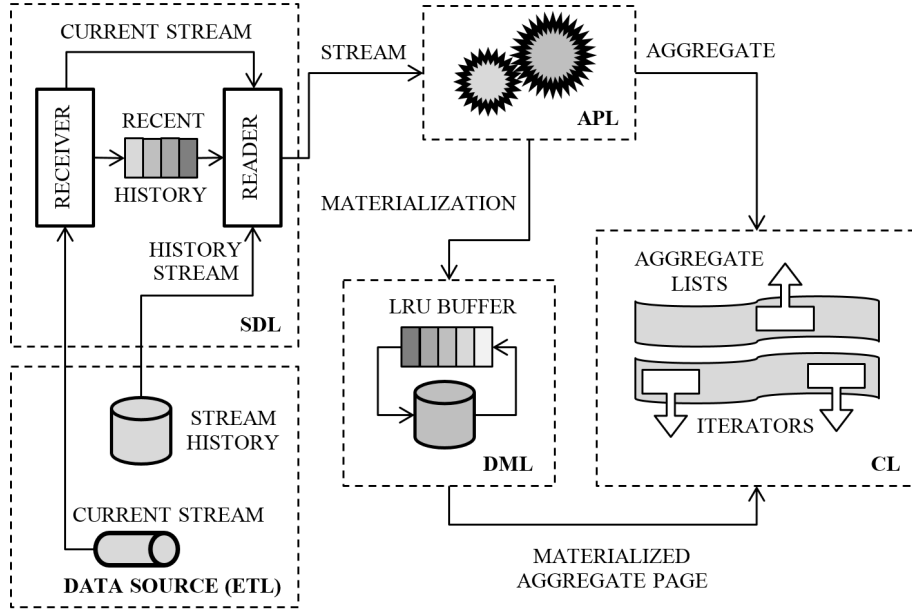 CURRENT STREAM
RECEIVER
RECENT
HISTORY
READER
HISTORY
STREAM
SDL
STREAM
HISTORY
CURRENT STREAM
DATA SOURCE (ETL)
STREAM
APL
AGGREGATE
MATERIALIZATION
LRU BUFFER
DML
AGGREGATE
LISTS
ITERATORS
CL
MATERIALIZED
AGGREGATE PAGE